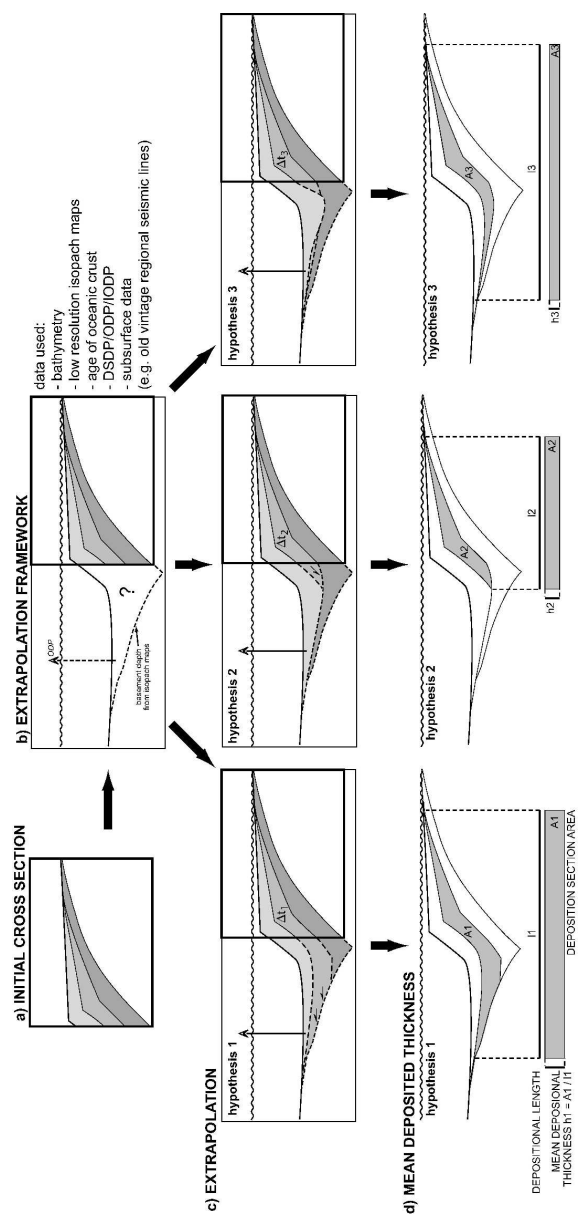 a) INITIAL CROSS SECTION
b) EXTRAPOLATION FRAMEWORK
data used:
- bathymetry
- low resolution isopach maps
- age of oceanic crust
- DSDP/ODP/IODP
- subsurface data
(e.g. old vintage regional seismic lines)
OOP
?
basement depth
from isopach maps
c) EXTRAPOLATION
hypothesis 1
Δt1
hypothesis 2
Δt2
hypothesis 3
Δt3
d) MEAN DEPOSITED THICKNESS
hypothesis 1
A1
l1
DEPOSITIONAL LENGTH
A1
MEAN DEPOSIONAL
THICKNESS h1 = A1 / l1
DEPOSITION SECTION AREA
hypothesis 2
A2
l2
h2
A2
hypothesis 3
A3
l3
h3
A3